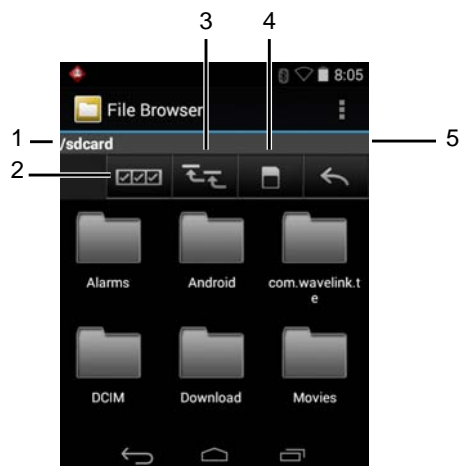 3 4
8:05
File Browser
1 /sdcard 5
2
Alarms Android com.wavelink.t
e
DCIM Download Movies